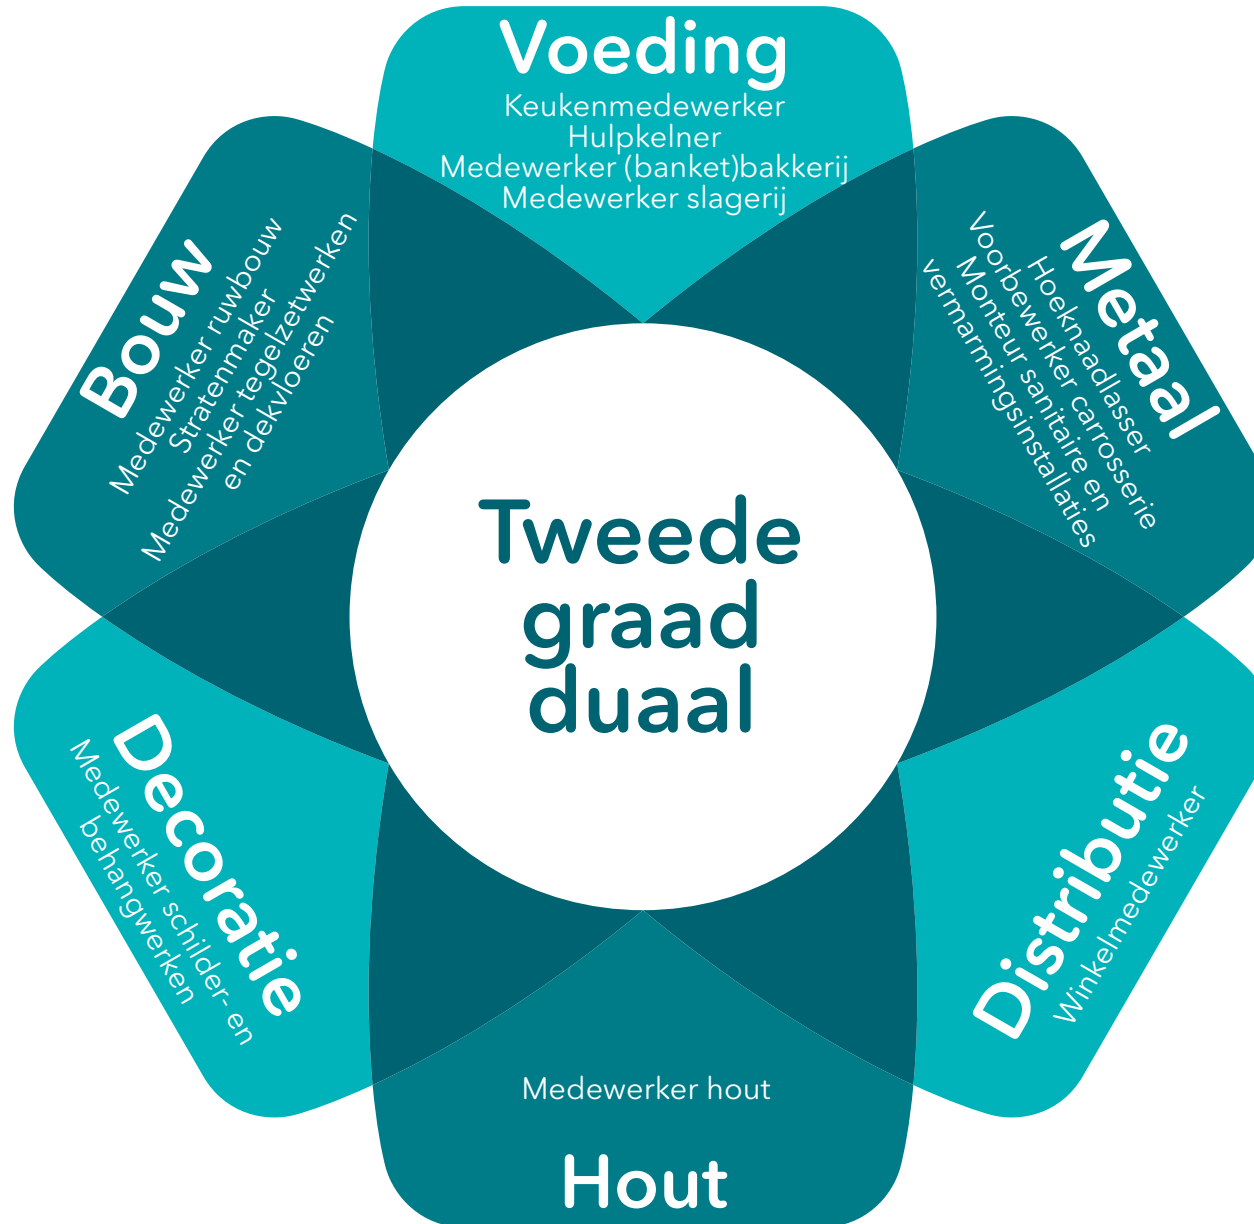 Voeding
Keukenmedewerker
Hulpkelner
Medewerker (banket)bakkerij
Medewerker slagerij
Metaal
Hoeknaadlasser
Voorbewerker carrosserie
Monteur sanitaire en
vermarmingsinstallaties
Distributie
Winkelmedewerker
Medewerker hout
Hout
Decoratie
Medewerker schilder- en
behangwerken
Bouw
Medewerker ruwbouw
Stratenmaker
Medewerker tegelzetwerken
en dekvloeren
Tweede
graad
duaal